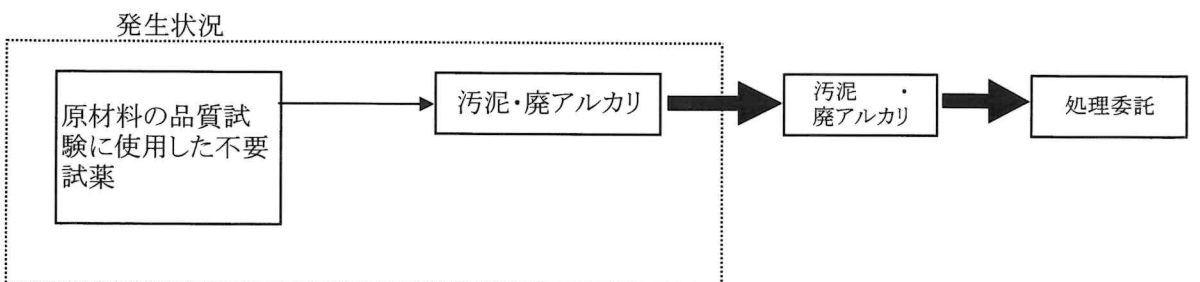 発生状況
原材料の品質試
験に使用した不要
試薬
汚泥・廃アルカリ
汚泥　・
廃アルカリ
処理委託